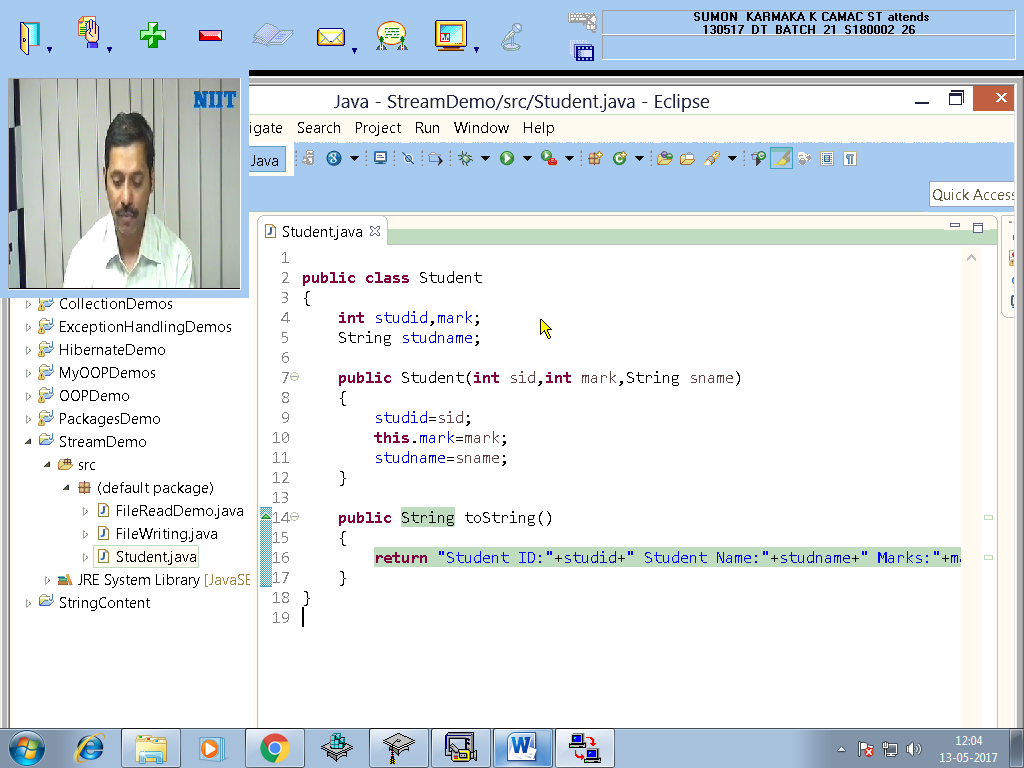 SUMON KARMAKA K CAMAC ST attends
130517 DT BATCH 21 S180002 26
NIIT
Java - StreamDemo/src/Student.java - Eclipse
igate Search Project Run Window Help
Java
Quick Access
Student.java
CollectionDemos
ExceptionHandlingDemos
HibernateDemo
MyOOPDemos
OOPDemo
PackagesDemo
StreamDemo
src
(default package)
FileReadDemo.java
FileWriting.java
Student.java
JRE System Library [JavaSE
StringContent
1
2 public class Student
3 {
4 int studid,mark;
5 String studname;
6
7 public Student(int sid,int mark,String sname)
8 {
9 studid=sid;
10 this.mark=mark;
11 studname=sname;
12 }
13
14 public String toString()
15 {
16 return "Student ID:"+studid+" Student Name:"+studname+" Marks:"+ma
17 }
18 }
19
12:04
13-05-2017